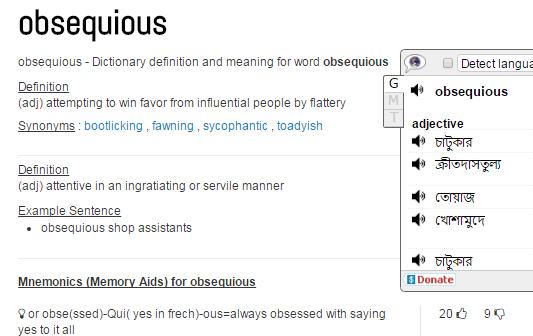 obsequious
obsequious - Dictionary definition and meaning for word obsequious
Definition
(adj) attempting to win favor from influential people by flattery
Synonyms : bootlicking , fawning , sycophantic , toadyish
Definition
(adj) attentive in an ingratiating or servile manner
Example Sentence
• obsequious shop assistants
Mnemonics (Memory Aids) for obsequious
or obse(ssed)-Qui( yes in frech)-ous=always obsessed with saying
yes to it all
20 9
Detect langua
G
M
T
obsequious
adjective
চাটুকার
ক্রীতদাসতুল্য
তোয়াজ
খোশামুদে
চাটুকার
Donate